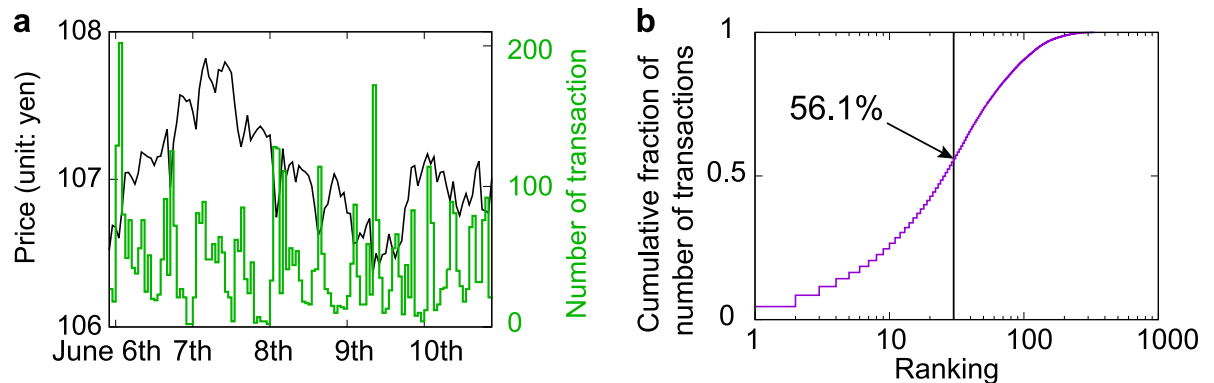 a
108
107
106
Price (unit: yen)
June 6th 7th 8th 9th 10th
200
100
0
Number of transaction
b
1
0.5
0
Cumulative fraction of
number of transactions
56.1%
1 10 100 1000
Ranking